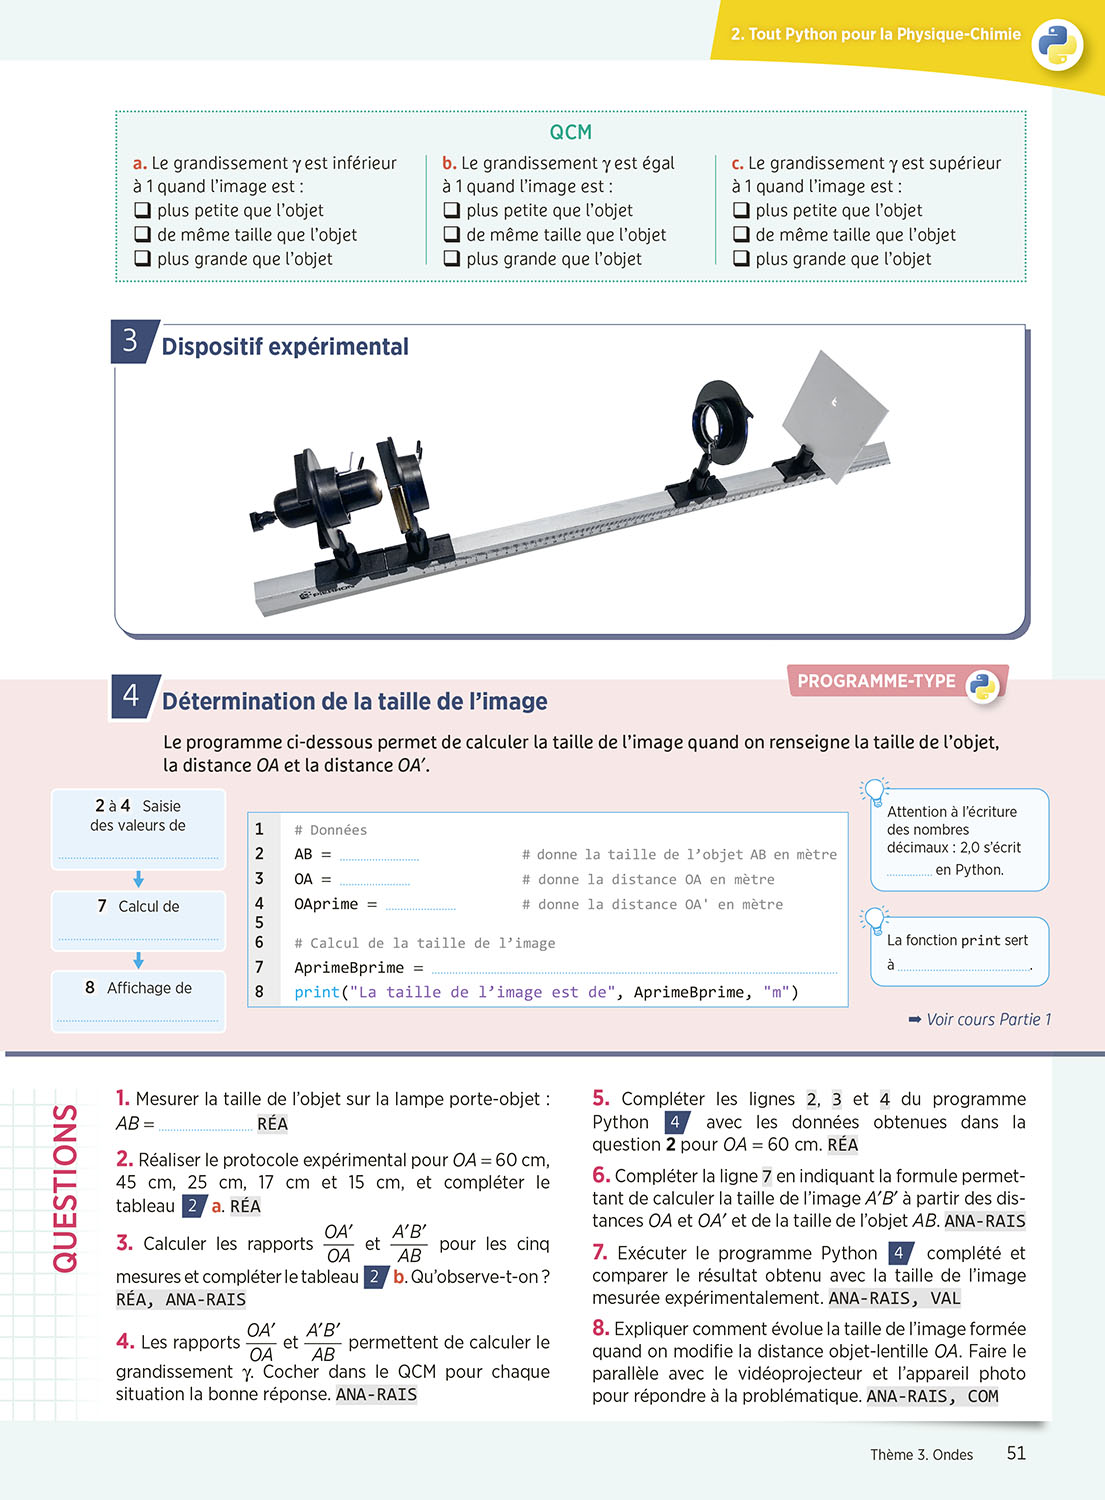 2. Tout Python pour la Physique-Chimie
QCM
a. Le grandissement γ est inférieur
à 1 quand l'image est :
❑ plus petite que l'objet
❑ de même taille que l'objet
❑ plus grande que l'objet
b. Le grandissement γ est égal
à 1 quand l'image est :
❑ plus petite que l'objet
❑ de même taille que l'objet
❑ plus grande que l'objet
c. Le grandissement γ est supérieur
à 1 quand l'image est :
❑ plus petite que l'objet
❑ de même taille que l'objet
❑ plus grande que l'objet
3 Dispositif expérimental
PIERRON
PROGRAMME-TYPE
4 Détermination de la taille de l'image
Le programme ci-dessous permet de calculer la taille de l'image quand on renseigne la taille de l'objet,
la distance OA et la distance OA′.
2 à 4 Saisie
des valeurs de
7 Calcul de
8 Affichage de
1 # Données
2 AB = ............ # donne la taille de l'objet AB en mètre
3 OA = ............ # donne la distance OA en mètre
4 OAprime = ............ # donne la distance OA' en mètre
5
6 # Calcul de la taille de l'image
7 AprimeBprime = ............
8 print("La taille de l'image est de", AprimeBprime, "m")
Attention à l'écriture
des nombres
décimaux : 2,0 s'écrit
............ en Python.
La fonction print sert
à .............
➡ Voir cours Partie 1
QUESTIONS
1. Mesurer la taille de l'objet sur la lampe porte-objet :
AB = ............ RÉA
2. Réaliser le protocole expérimental pour OA = 60 cm,
45 cm, 25 cm, 17 cm et 15 cm, et compléter le
tableau 2 a. RÉA
3. Calculer les rapports OA′/OA et A′B′/AB pour les cinq
mesures et compléter le tableau 2 b. Qu'observe-t-on ?
RÉA, ANA-RAIS
4. Les rapports OA′/OA et A′B′/AB permettent de calculer le
grandissement γ. Cocher dans le QCM pour chaque
situation la bonne réponse. ANA-RAIS
5. Compléter les lignes 2, 3 et 4 du programme
Python 4 avec les données obtenues dans la
question 2 pour OA = 60 cm. RÉA
6. Compléter la ligne 7 en indiquant la formule permet-
tant de calculer la taille de l'image A′B′ à partir des dis-
tances OA et OA′ et de la taille de l'objet AB. ANA-RAIS
7. Exécuter le programme Python 4 complété et
comparer le résultat obtenu avec la taille de l'image
mesurée expérimentalement. ANA-RAIS, VAL
8. Expliquer comment évolue la taille de l'image formée
quand on modifie la distance objet-lentille OA. Faire le
parallèle avec le vidéoprojecteur et l'appareil photo
pour répondre à la problématique. ANA-RAIS, COM
Thème 3. Ondes 51